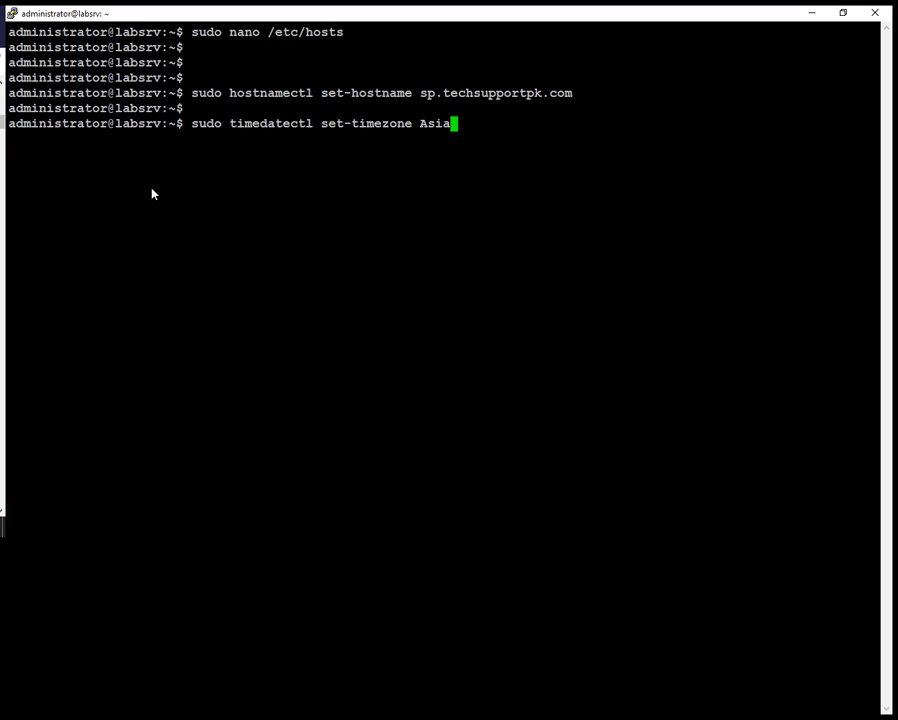 administrator@labsrv: ~
administrator@labsrv:~$ sudo nano /etc/hosts
administrator@labsrv:~$
administrator@labsrv:~$
administrator@labsrv:~$
administrator@labsrv:~$ sudo hostnamectl set-hostname sp.techsupportpk.com
administrator@labsrv:~$
administrator@labsrv:~$ sudo timedatectl set-timezone Asia